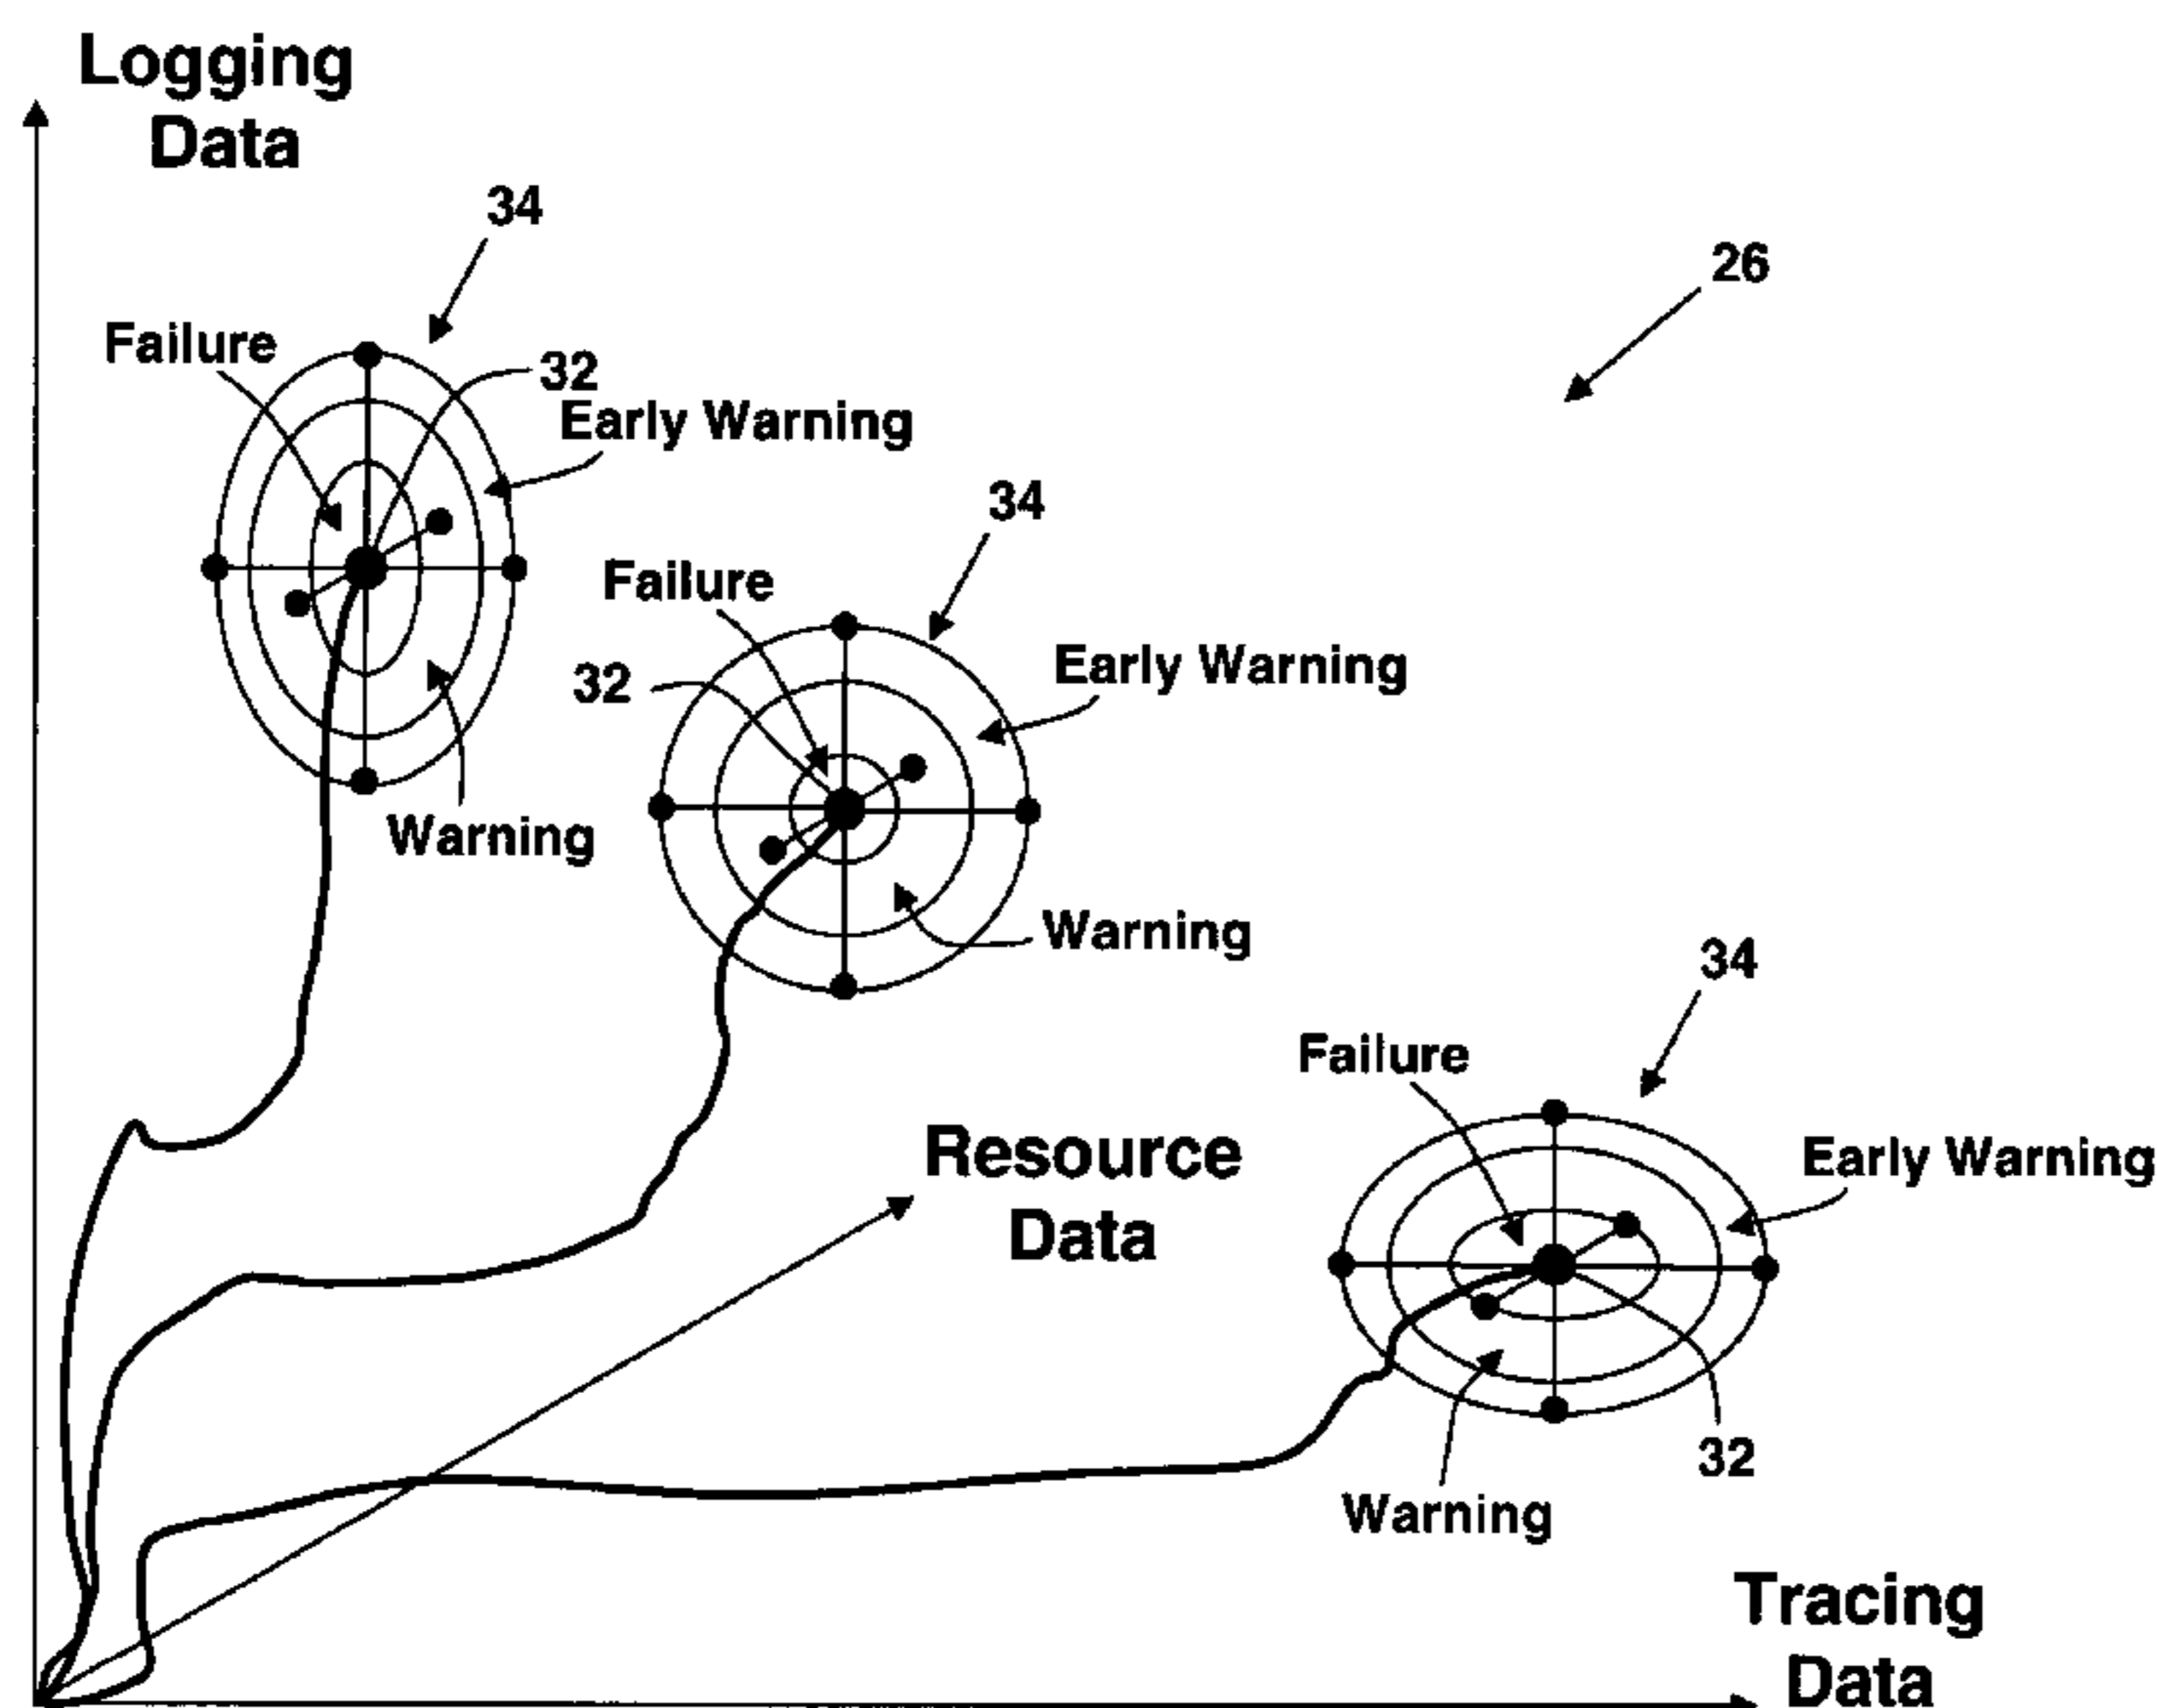 Logging
Data
34
26
Failure
32
Early Warning
34
Failure
Early Warning
32
Warning
Warning
34
Failure
Resource
Data
Early Warning
32
Warning
Tracing
Data